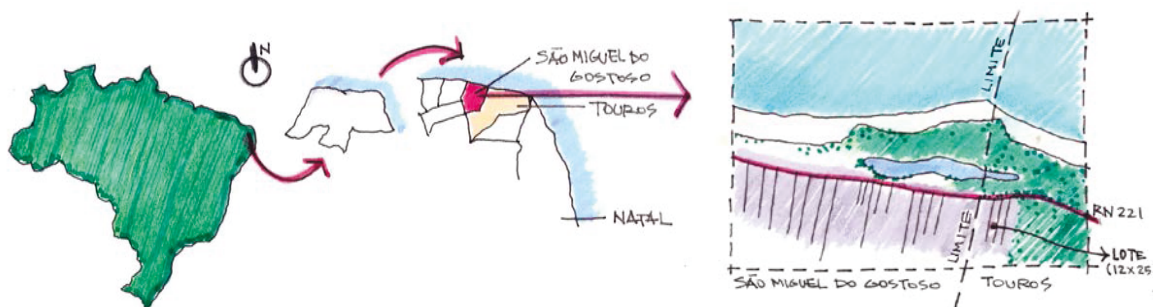 N
SÃO MIGUEL DO
GOSTOSO
TOUROS
NATAL
LIMITE
LIMITE
RN 221
LOTE
(12X25
SÃO MIGUEL DO GOSTOSO
TOUROS